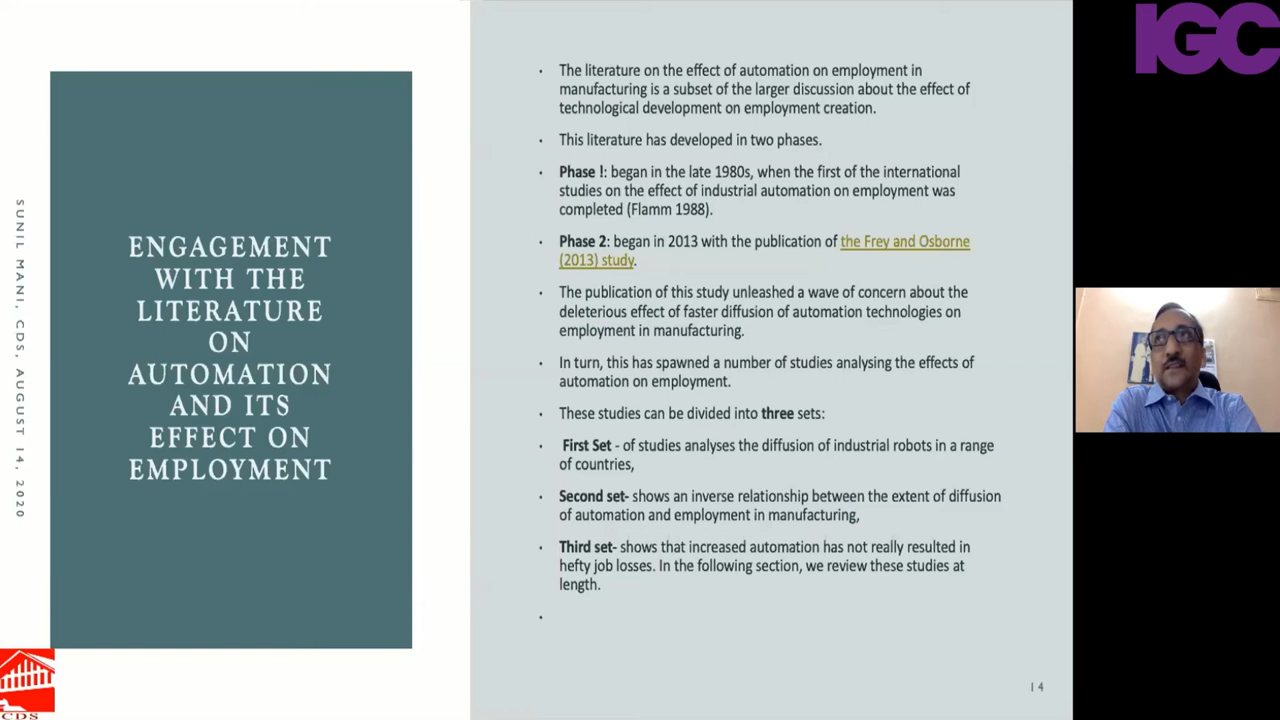 SUNIL MANI, CDS, AUGUST 14, 2020
ENGAGEMENT
WITH THE
LITERATURE
ON
AUTOMATION
AND ITS
EFFECT ON
EMPLOYMENT
CDS
· The literature on the effect of automation on employment in
manufacturing is a subset of the larger discussion about the effect of
technological development on employment creation.
· This literature has developed in two phases.
· Phase !: began in the late 1980s, when the first of the international
studies on the effect of industrial automation on employment was
completed (Flamm 1988).
· Phase 2: began in 2013 with the publication of the Frey and Osborne
(2013) study.
· The publication of this study unleashed a wave of concern about the
deleterious effect of faster diffusion of automation technologies on
employment in manufacturing.
· In turn, this has spawned a number of studies analysing the effects of
automation on employment.
· These studies can be divided into three sets:
· First Set - of studies analyses the diffusion of industrial robots in a range
of countries,
· Second set- shows an inverse relationship between the extent of diffusion
of automation and employment in manufacturing,
· Third set- shows that increased automation has not really resulted in
hefty job losses. In the following section, we review these studies at
length.
·
14
IGC